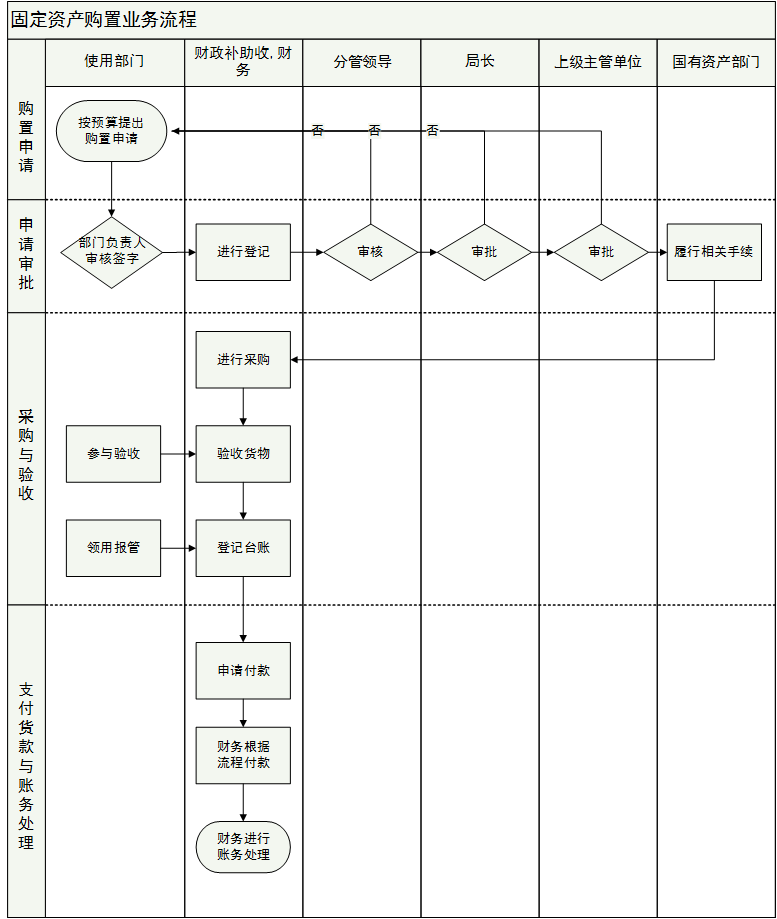 固定资产购置业务流程
使用部门
财政补助收,财
务
分管领导
局长
上级主管单位
国有资产部门
购
置
申
请
按预算提出
购置申请
否
否
否
申
请
审
批
部门负责人
审核签字
进行登记
审核
审批
审批
履行相关手续
采
购
与
验
收
进行采购
参与验收
验收货物
领用报管
登记台账
支
付
货
款
与
账
务
处
理
申请付款
财务根据
流程付款
财务进行
账务处理